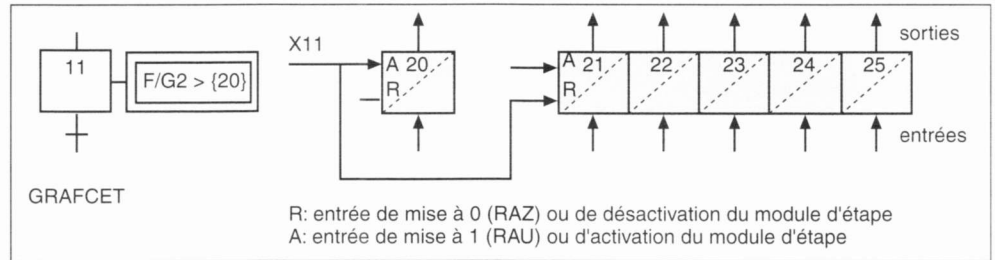 sorties
X11
11
F/G2 > {20}
A 20
R
A 21 22 23 24 25
R
entrées
GRAFCET
R: entrée de mise à 0 (RAZ) ou de désactivation du module d'étape
A: entrée de mise à 1 (RAU) ou d'activation du module d'étape